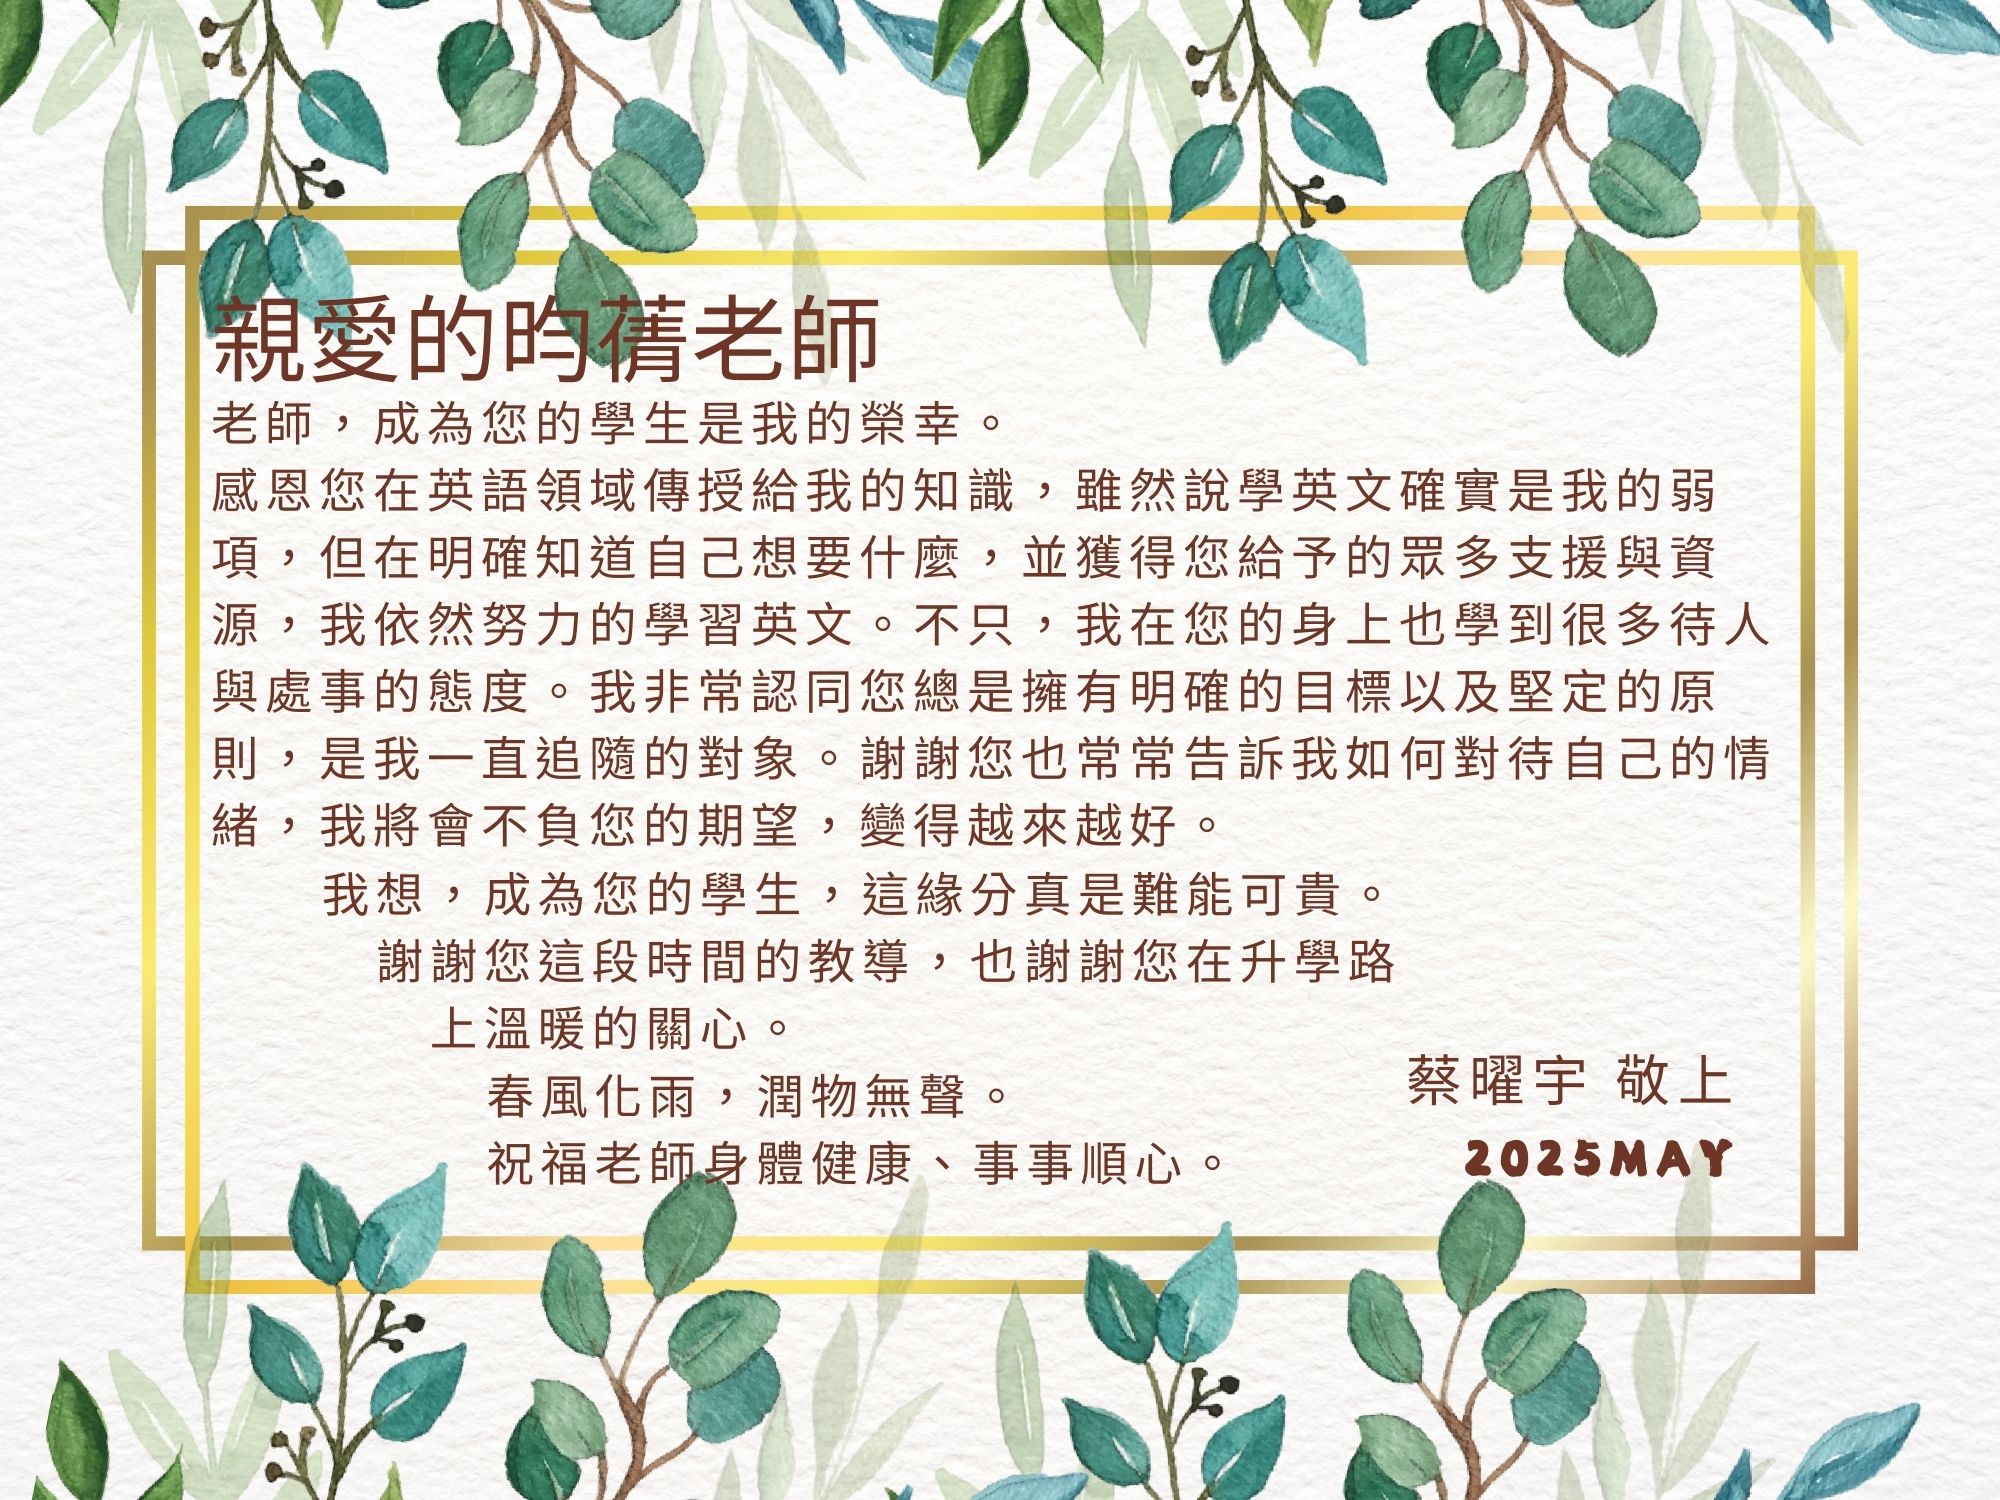 親愛的昀蒨老師
老師，成為您的學生是我的榮幸。
感恩您在英語領域傳授給我的知識，雖然說學英文確實是我的弱
項，但在明確知道自己想要什麼，並獲得您給予的眾多支援與資
源，我依然努力的學習英文。不只，我在您的身上也學到很多待人
與處事的態度。我非常認同您總是擁有明確的目標以及堅定的原
則，是我一直追隨的對象。謝謝您也常常告訴我如何對待自己的情
緒，我將會不負您的期望，變得越來越好。
我想，成為您的學生，這緣分真是難能可貴。
謝謝您這段時間的教導，也謝謝您在升學路
上溫暖的關心。
春風化雨，潤物無聲。
祝福老師身體健康、事事順心。
蔡曜宇 敬上
2025MAY